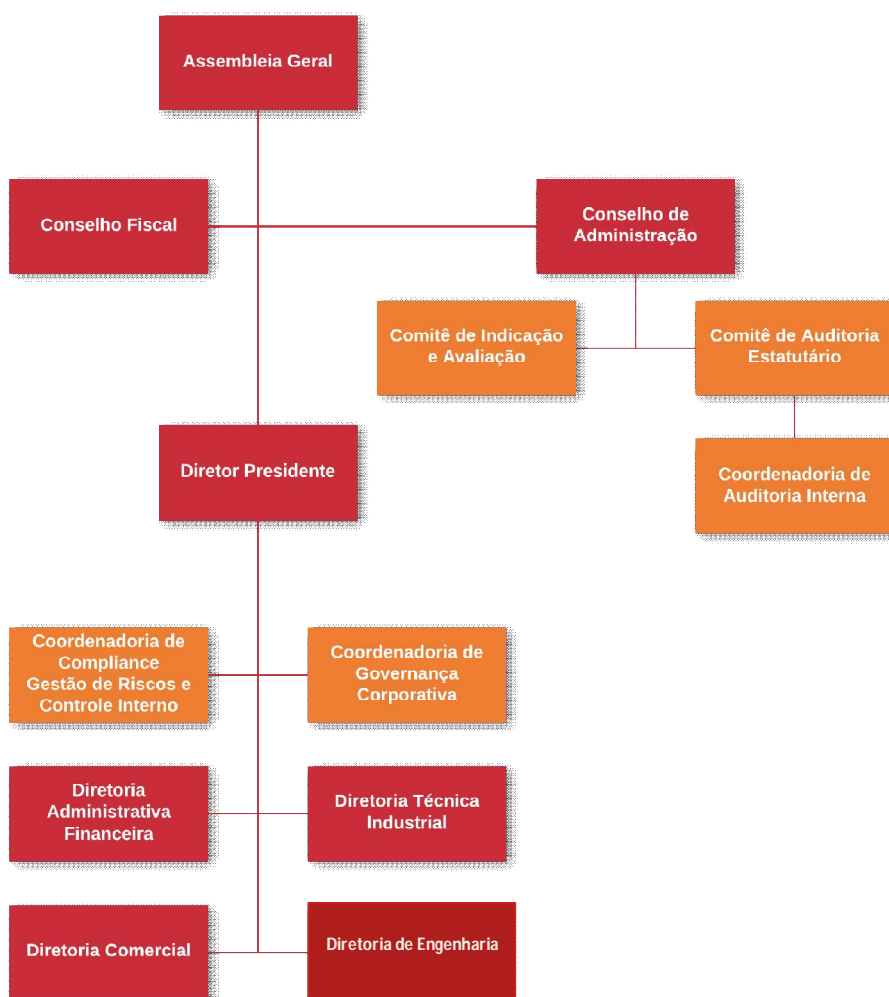 Assembleia Geral
Conselho Fiscal
Conselho de
Administração
Comitê de Indicação
e Avaliação
Comitê de Auditoria
Estatutário
Diretor Presidente
Coordenadoria de
Auditoria Interna
Coordenadoria de
Compliance
Gestão de Riscos e
Controle Interno
Coordenadoria de
Governança
Corporativa
Diretoria
Administrativa
Financeira
Diretoria Técnica
Industrial
Diretoria Comercial
Diretoria de Engenharia